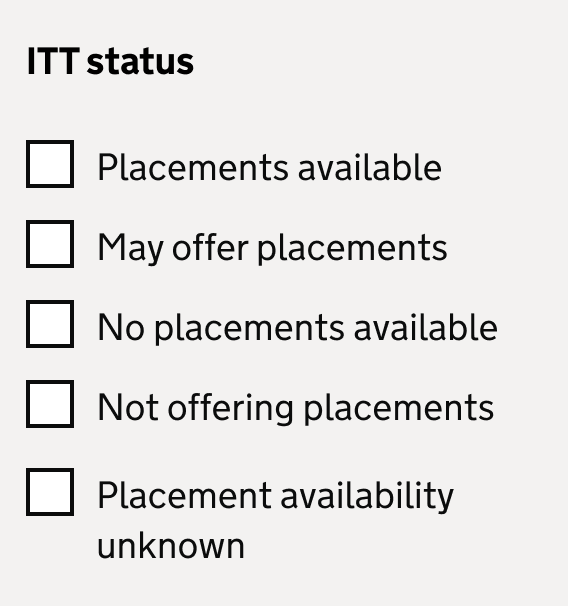 ITT status
Placements available
May offer placements
No placements available
Not offering placements
Placement availability
unknown